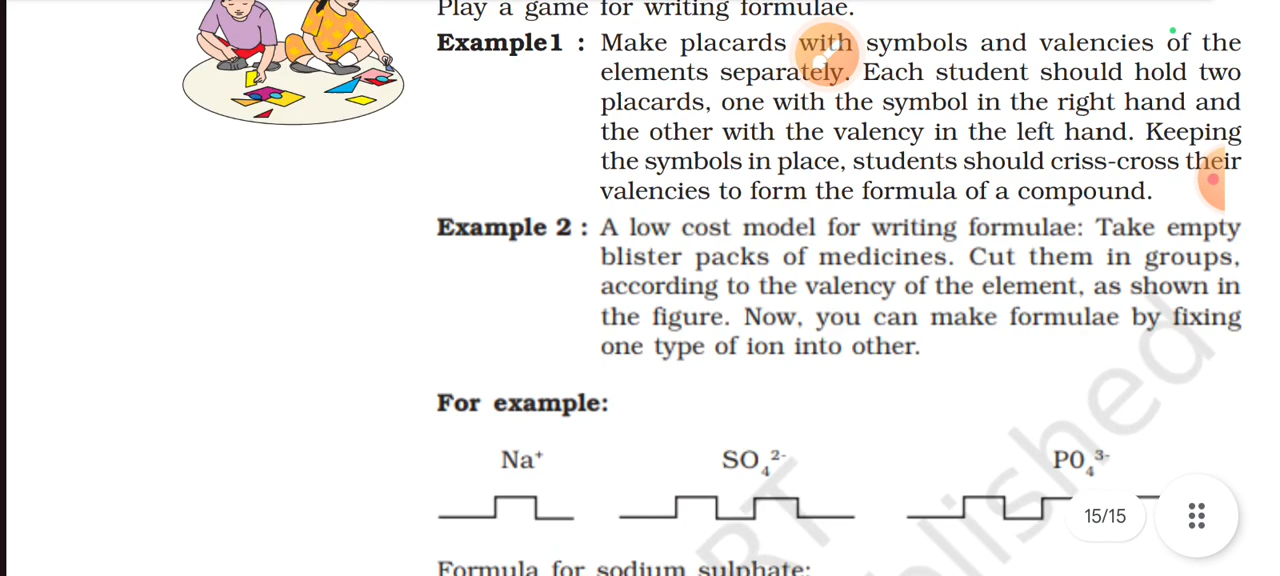 Play a game for writing formulae.
Example1 : Make placards with symbols and valencies of the
elements separately. Each student should hold two
placards, one with the symbol in the right hand and
the other with the valency in the left hand. Keeping
the symbols in place, students should criss-cross their
valencies to form the formula of a compound.
Example 2 : A low cost model for writing formulae: Take empty
blister packs of medicines. Cut them in groups,
according to the valency of the element, as shown in
the figure. Now, you can make formulae by fixing
one type of ion into other.
For example:
Na⁺ SO₄²⁻ PO₄³⁻
15/15
Formula for sodium sulphate: